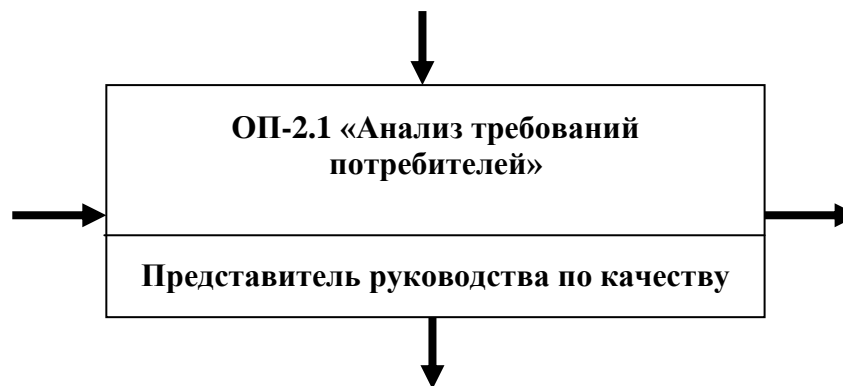 ОП-2.1 «Анализ требований
потребителей»
Представитель руководства по качеству